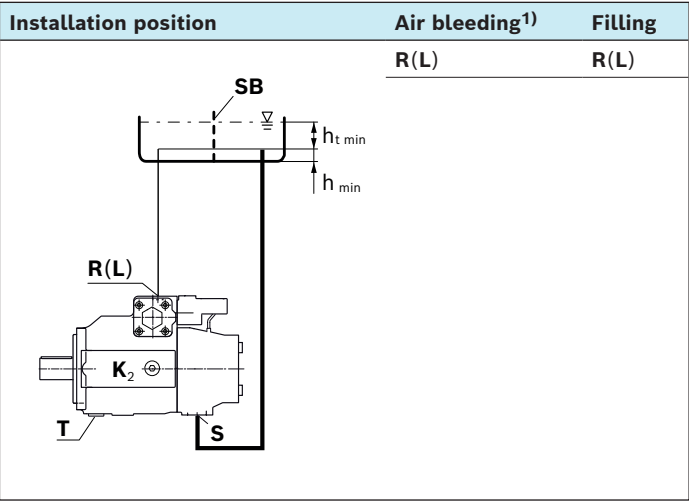 Installation position Air bleeding1) Filling
R(L) R(L)
SB
ht min
h min
R(L)
K2
T
S